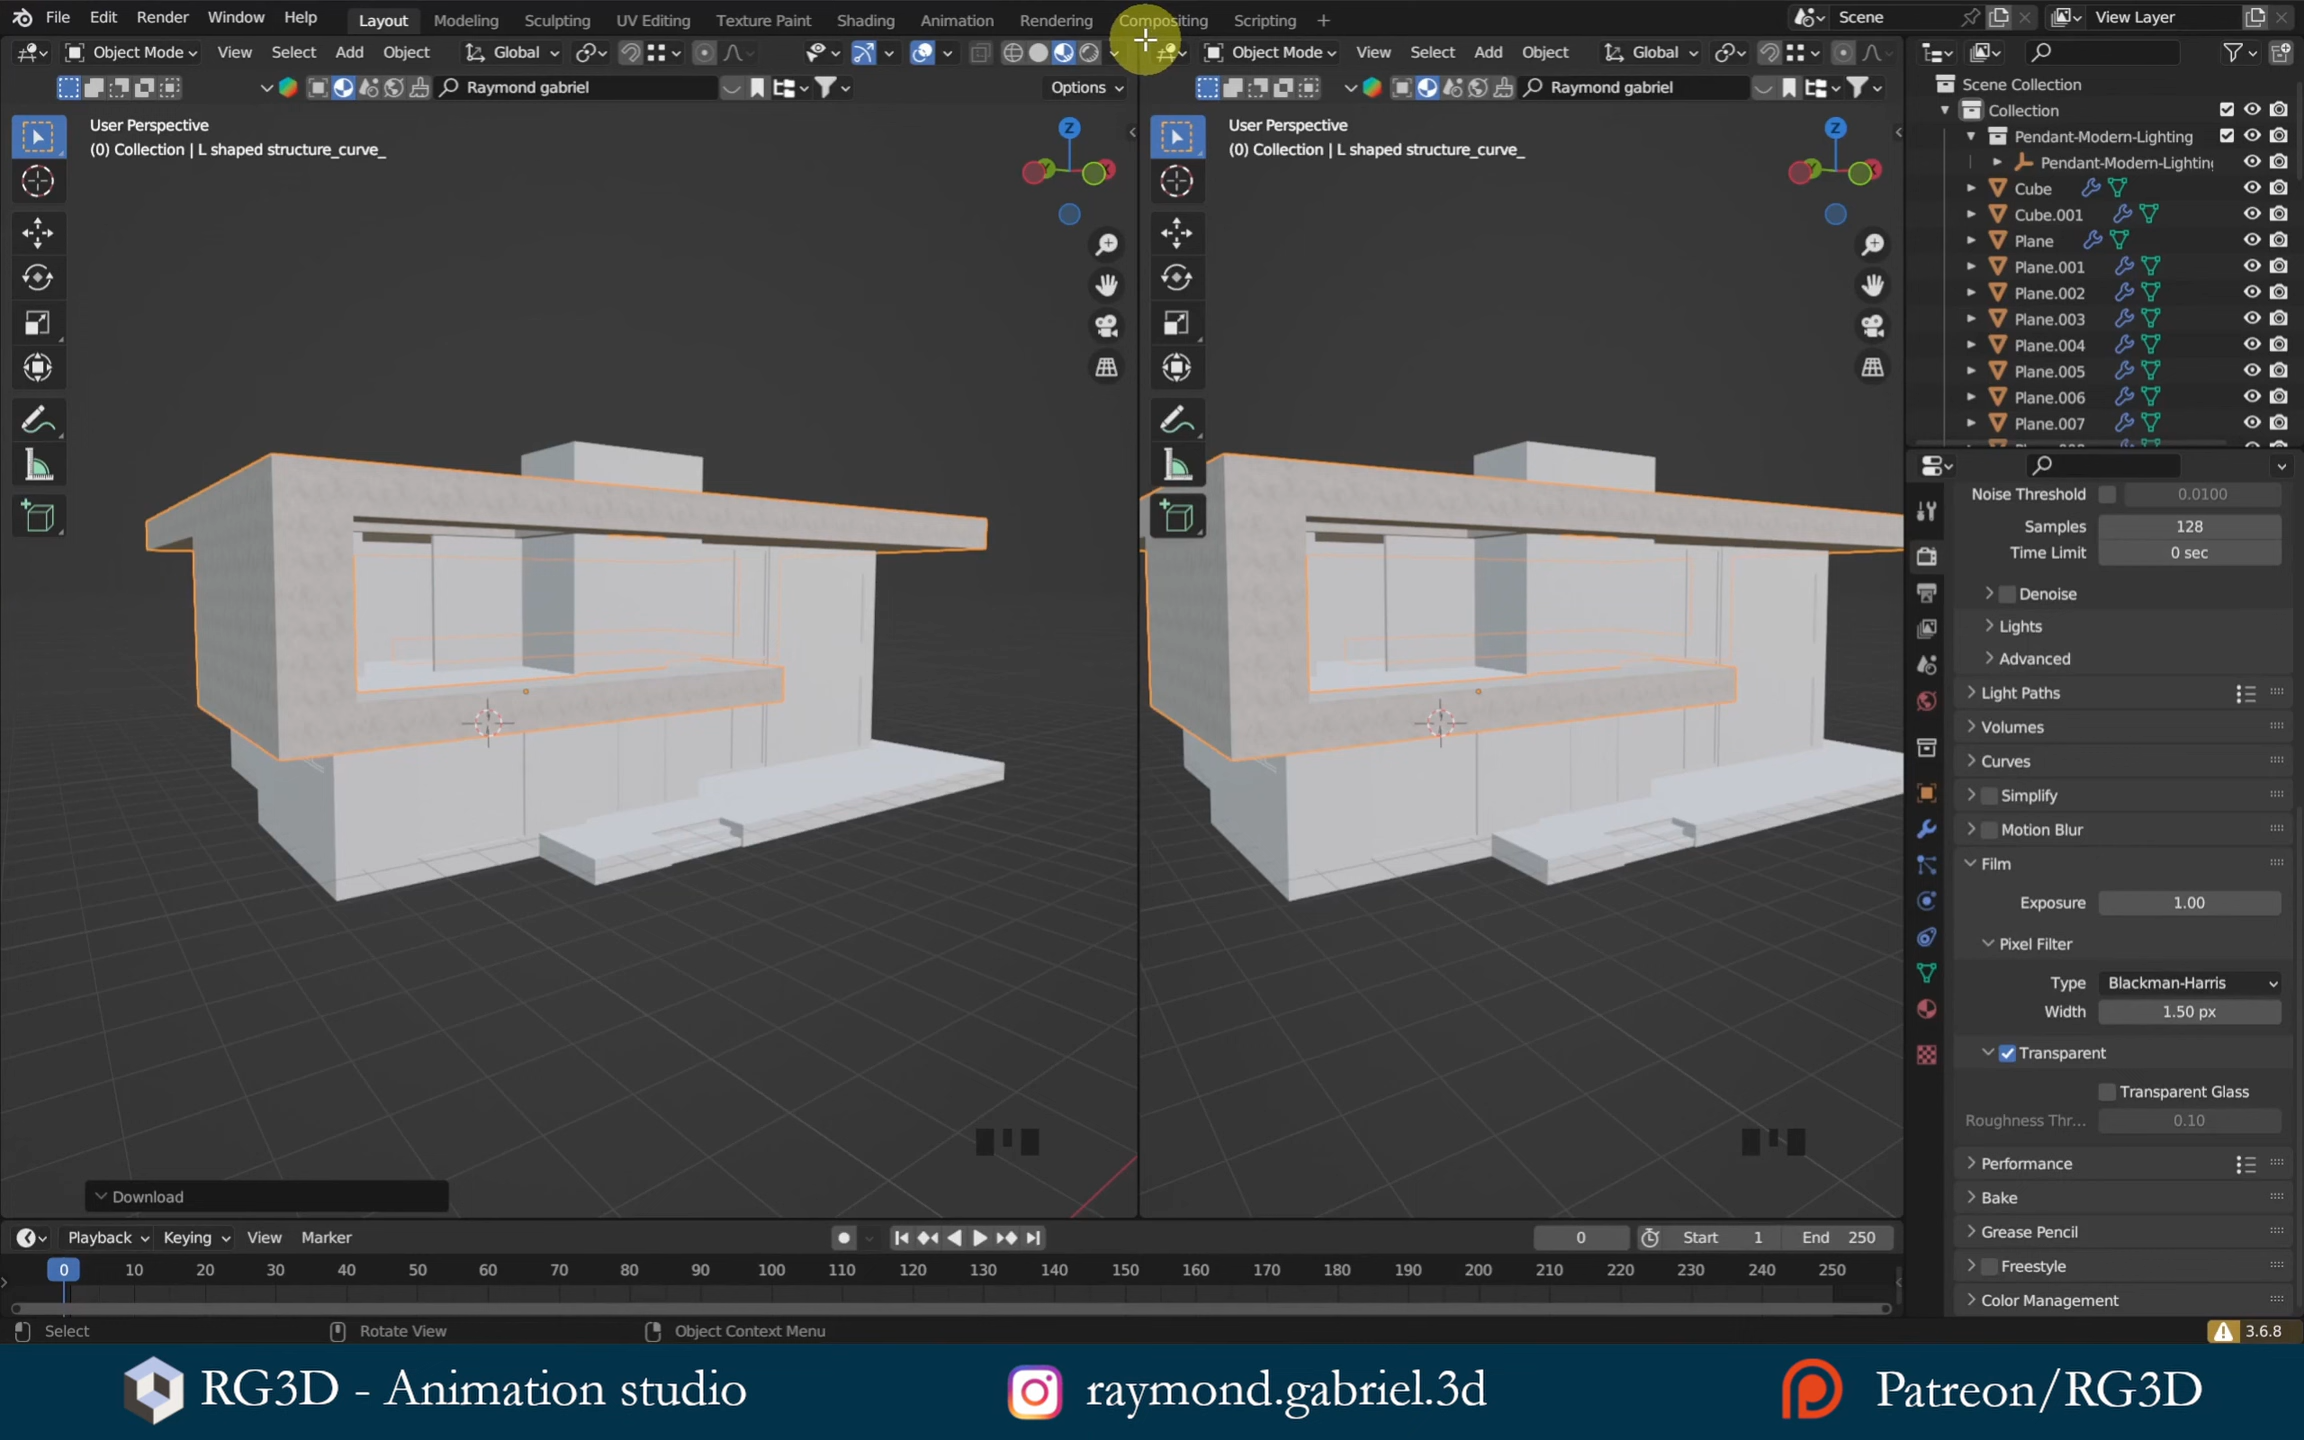 File Edit Render Window Help Layout Modeling Sculpting UV Editing Texture Paint Shading Animation Rendering Compositing Scripting + Scene View Layer
Object Mode View Select Add Object Global Object Mode View Select Add Object Global
Raymond gabriel Options Raymond gabriel
User Perspective
(0) Collection | L shaped structure_curve_
User Perspective
(0) Collection | L shaped structure_curve_
Z
Z
Scene Collection
Collection
Pendant-Modern-Lighting
Pendant-Modern-Lighting
Cube
Cube.001
Plane
Plane.001
Plane.002
Plane.003
Plane.004
Plane.005
Plane.006
Plane.007
Noise Threshold 0.0100
Samples 128
Time Limit 0 sec
Denoise
Lights
Advanced
Light Paths
Volumes
Curves
Simplify
Motion Blur
Film
Exposure 1.00
Pixel Filter
Type Blackman-Harris
Width 1.50 px
Transparent
Transparent Glass
Roughness Thr... 0.10
Performance
Bake
Grease Pencil
Freestyle
Color Management
Download
Playback Keying View Marker 0 Start 1 End 250
0 10 20 30 40 50 60 70 80 90 100 110 120 130 140 150 160 170 180 190 200 210 220 230 240 250
Select Rotate View Object Context Menu 3.6.8
RG3D - Animation studio raymond.gabriel.3d Patreon/RG3D